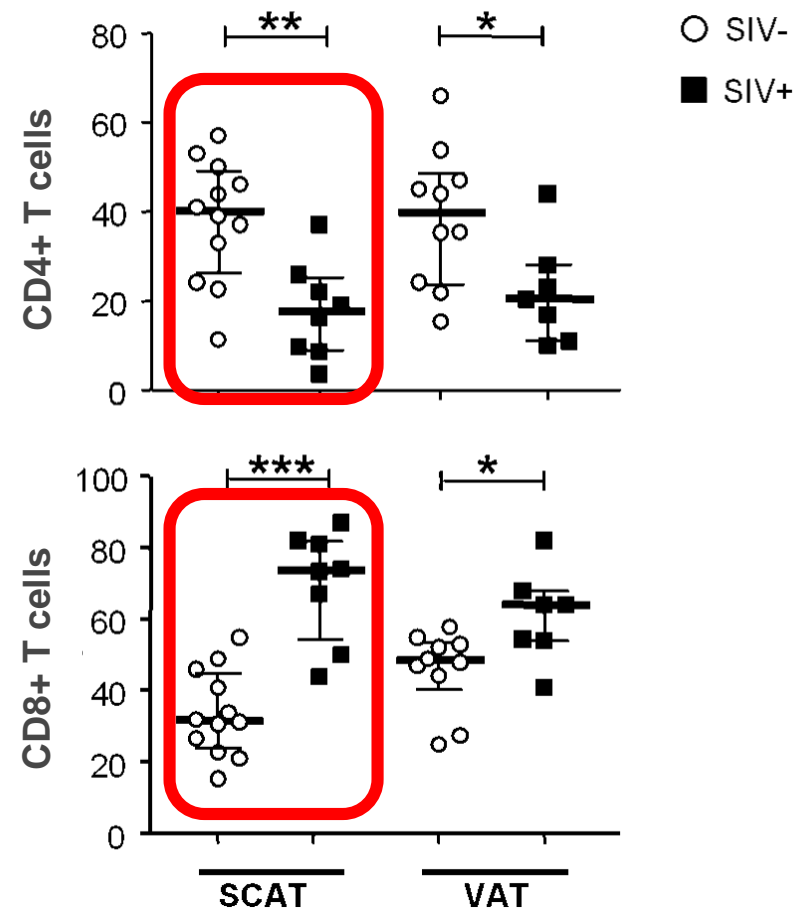 ** *
○ SIV-
■ SIV+
CD4+ T cells
80
60
40
20
0
*** *
CD8+ T cells
100
80
60
40
20
0
SCAT VAT